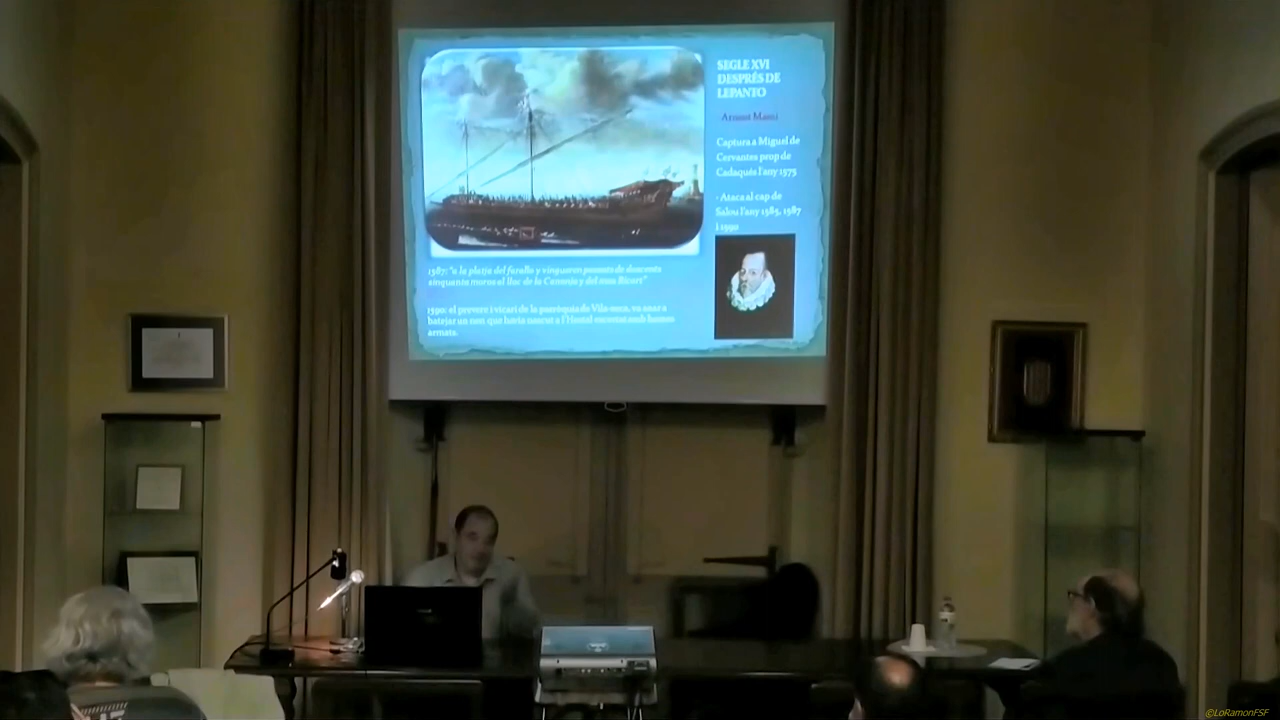 SEGLE XVI
DESPRÉS DE
LEPANTO
Arnaut Mami
Captura a Miguel de
Cervantes prop de
Cadaqués l'any 1575
- Ataca al cap de
Salou l'any 1585, 1587
i 1590
1587: "a la platja del farallo y vingueren passats de doscents
sinquanta moros al lloc de la Canonja y del mas Ricart"
1590: el prevere i vicari de la parròquia de Vila-seca, va anar a
batejar un nen que havia nascut a l'Hostal escortat amb homes
armats.
©LoRamonFSF